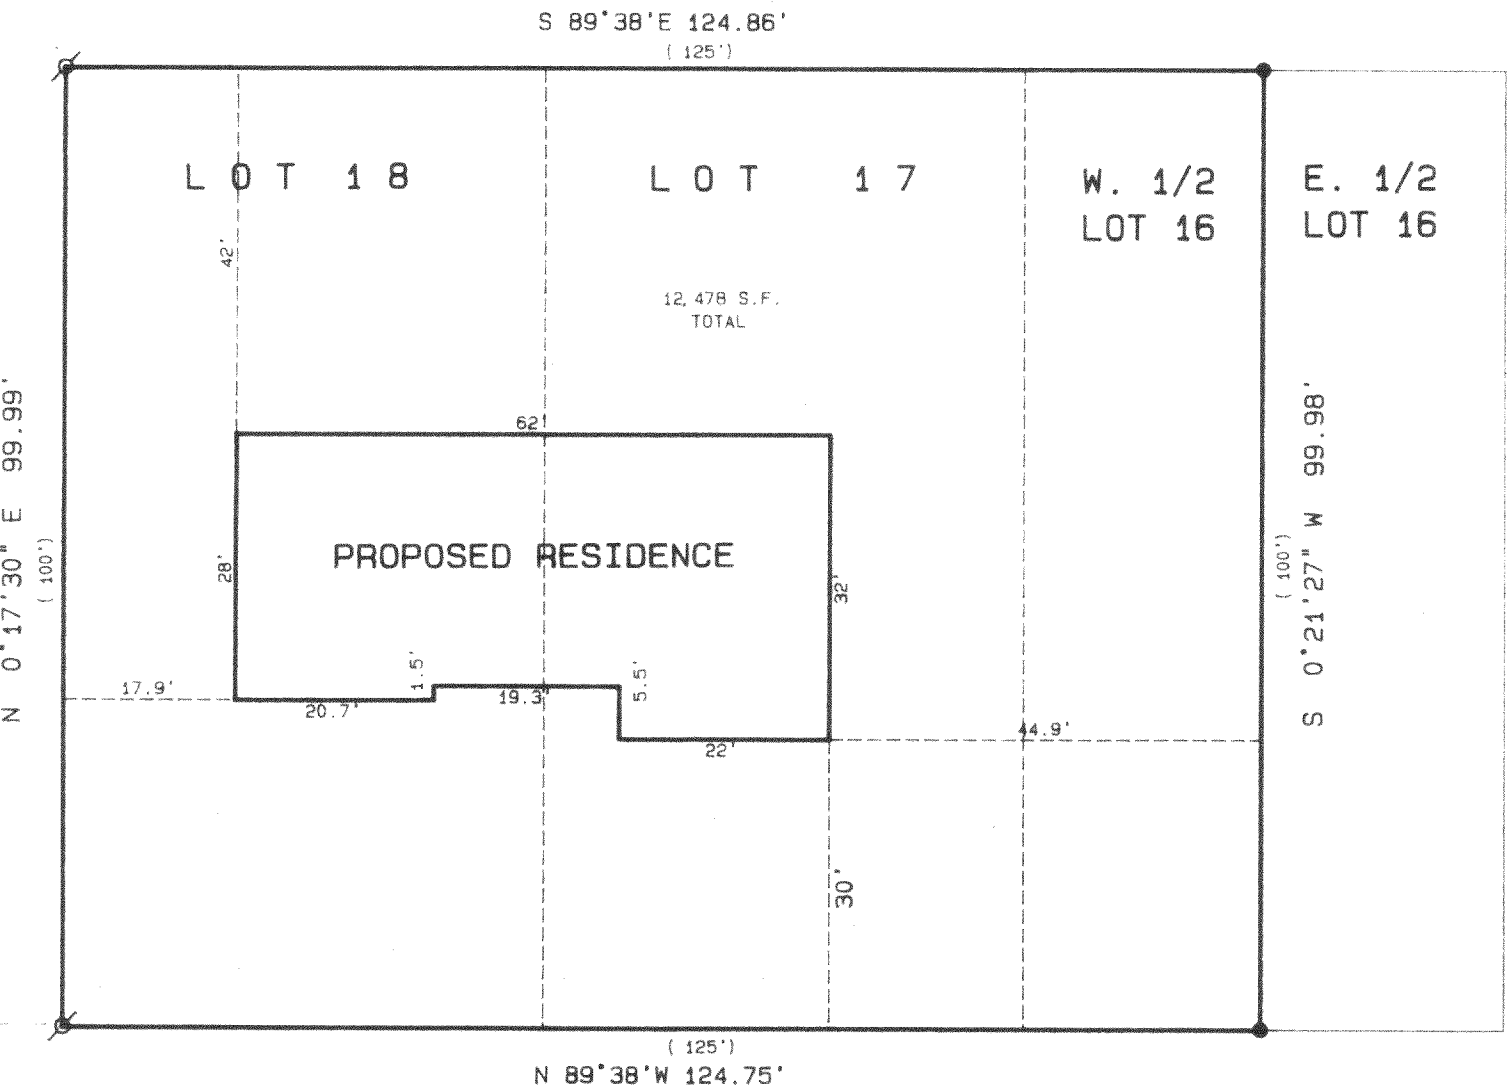 S 89°38'E 124.86'
( 125')
LOT 18
LOT 17
W. 1/2
LOT 16
E. 1/2
LOT 16
42'
12,478 S.F.
TOTAL
N 0°17'30" E 99.99'
( 100')
62'
PROPOSED RESIDENCE
28'
32'
S 0°21'27" W 99.98'
( 100')
1.5'
5.5'
17.9'
20.7'
19.3'
22'
44.9'
30'
( 125')
N 89°38'W 124.75'